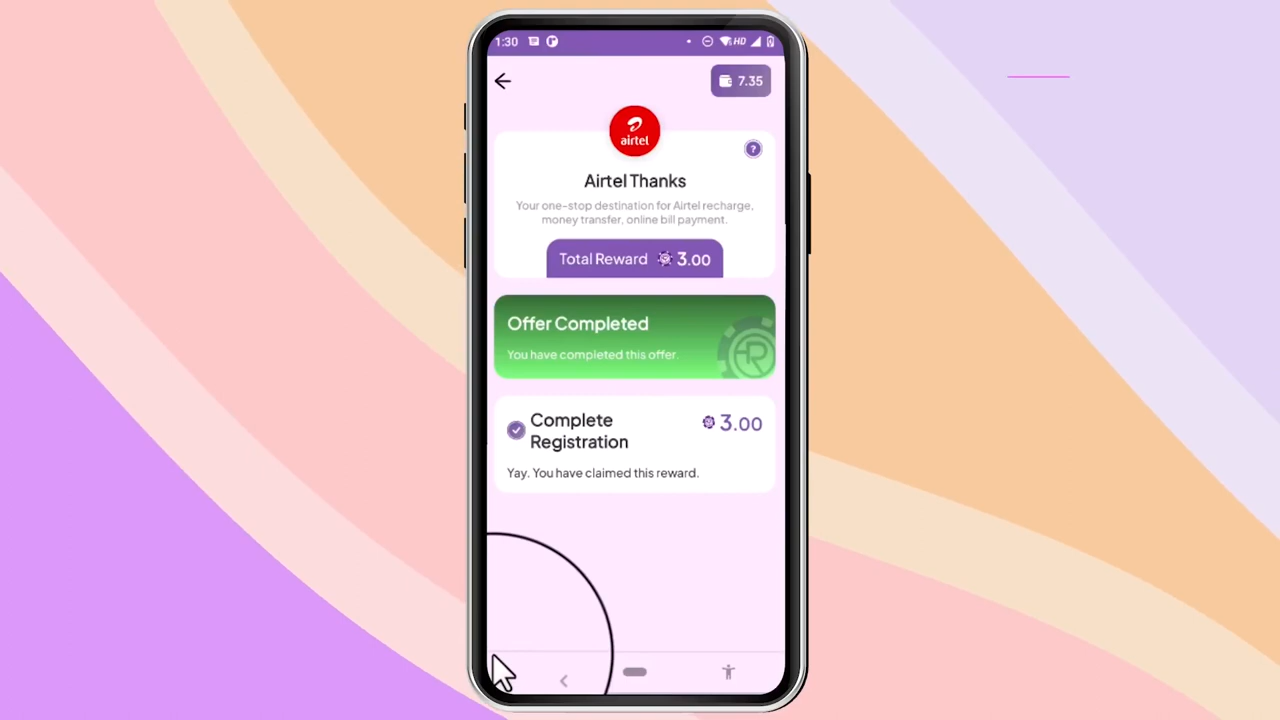 1:30
HD
7.35
airtel
Airtel Thanks
Your one-stop destination for Airtel recharge,
money transfer, online bill payment.
Total Reward 3.00
Offer Completed
You have completed this offer.
Complete
Registration
3.00
Yay. You have claimed this reward.